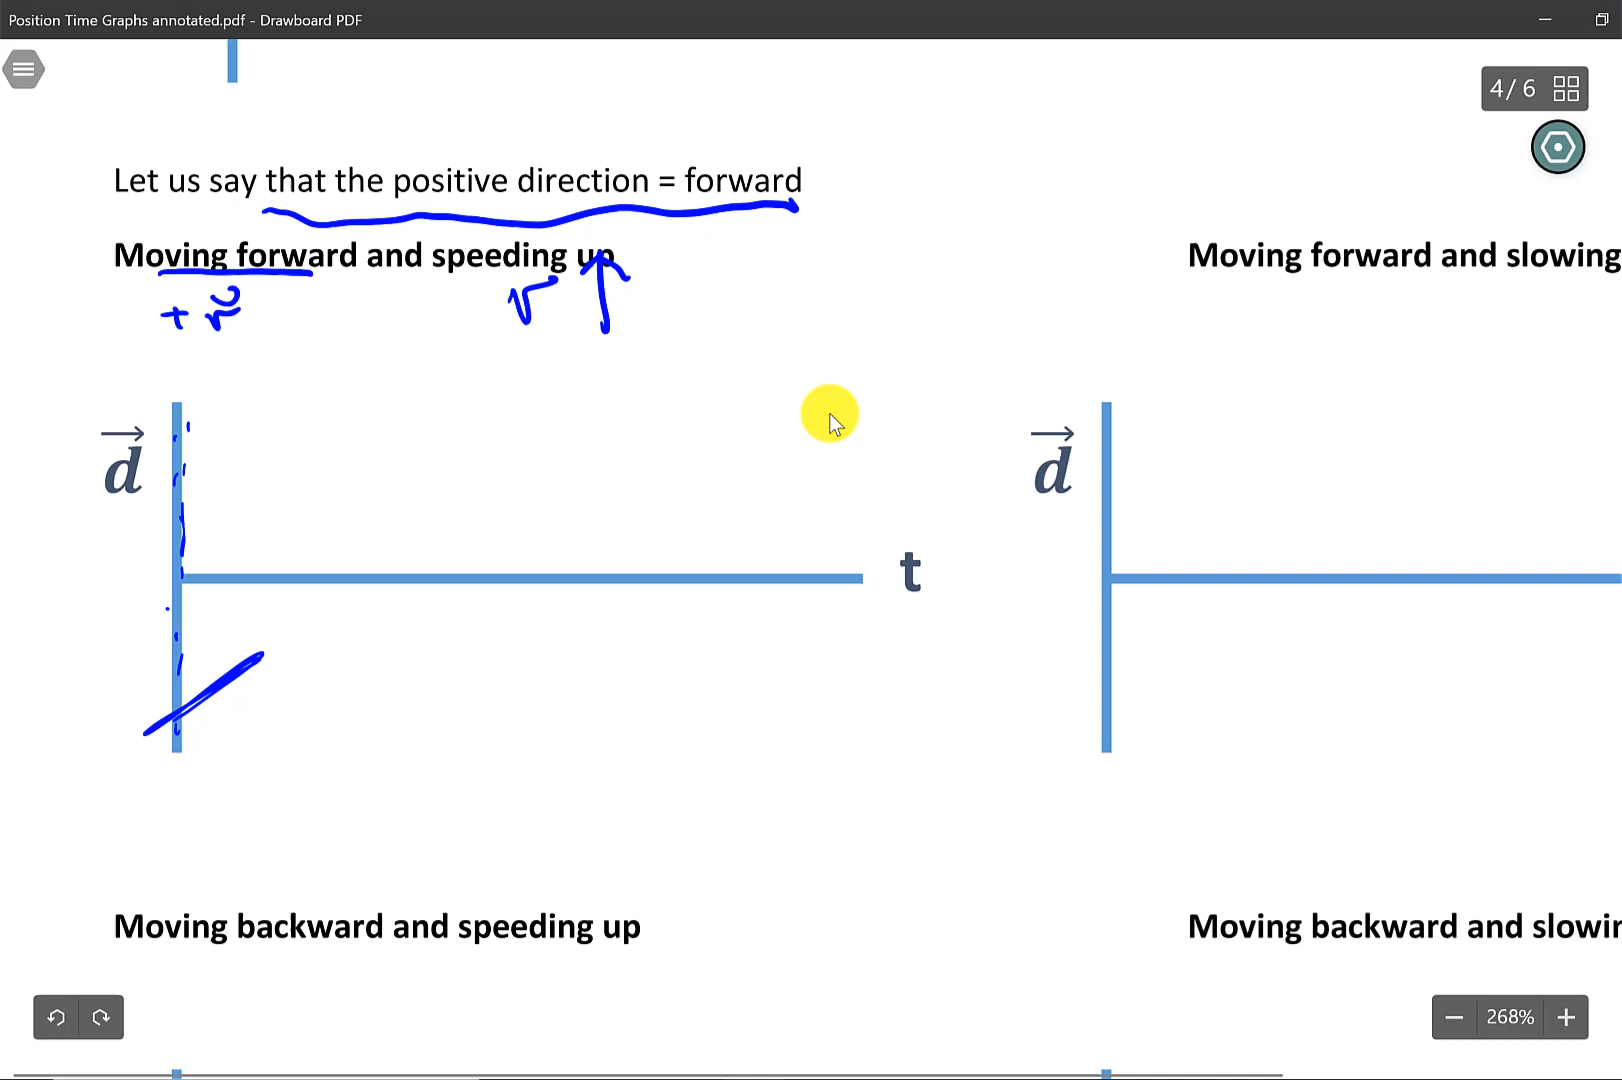 Position Time Graphs annotated.pdf - Drawboard PDF
4/ 6
Let us say that the positive direction = forward
Moving forward and speeding up
Moving forward and slowing
+ v
v ↑
d
t
d
Moving backward and speeding up
Moving backward and slowin
268%